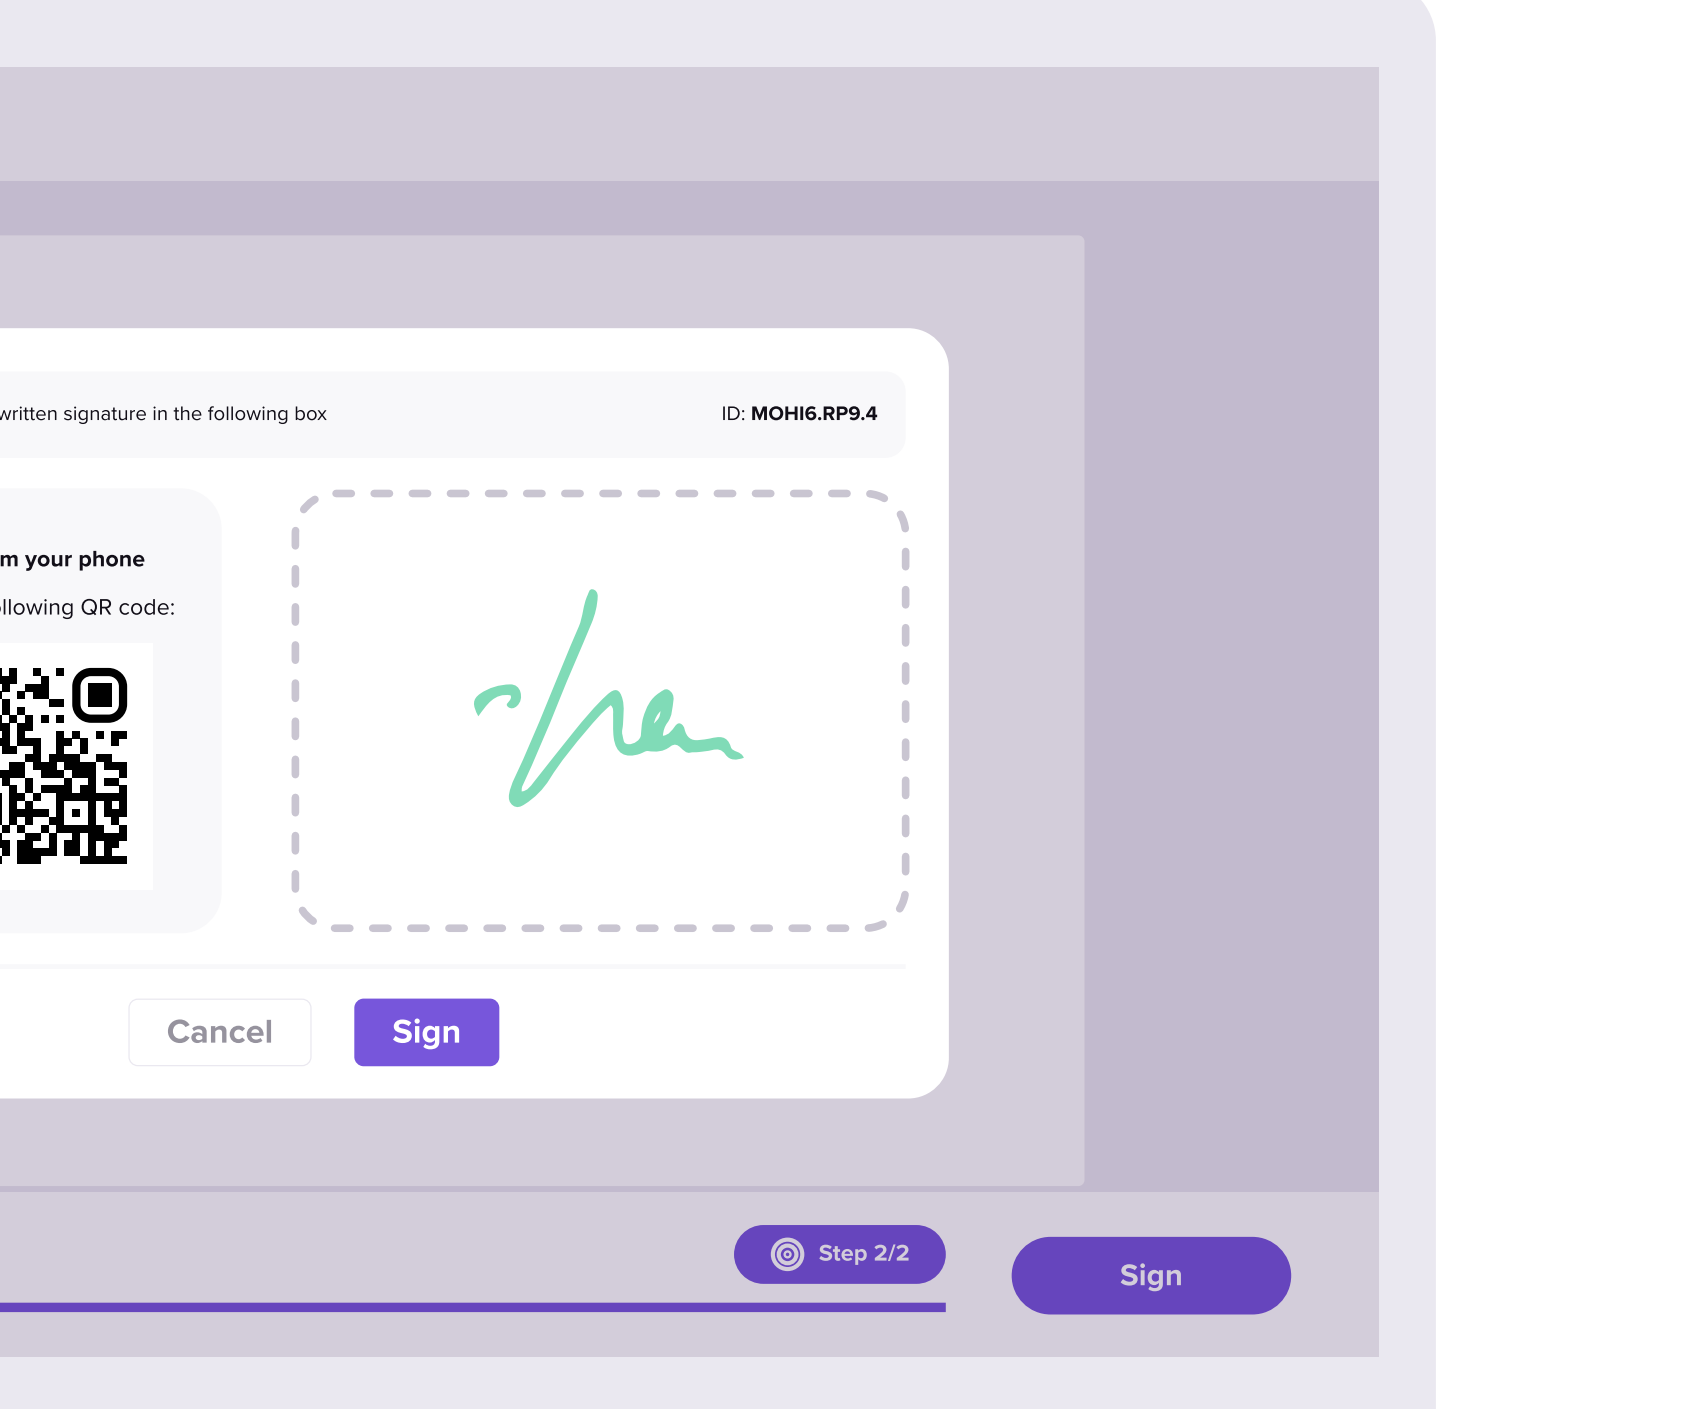 written signature in the following box
ID: MOHI6.RP9.4
your phone
following QR code:
Cancel
Sign
Step 2/2
Sign